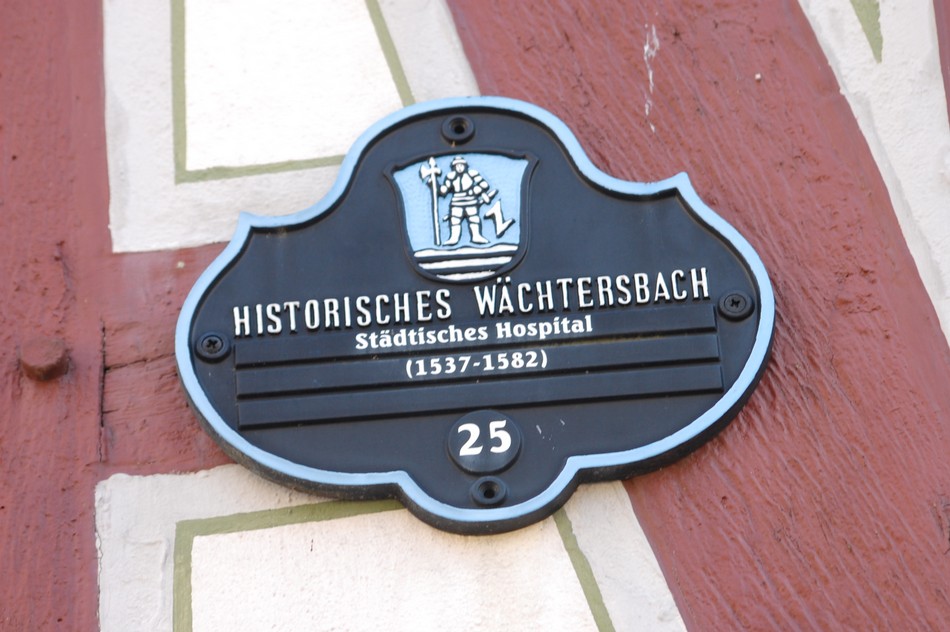 HISTORISCHES WÄCHTERSBACH
Städtisches Hospital
(1537-1582)
25